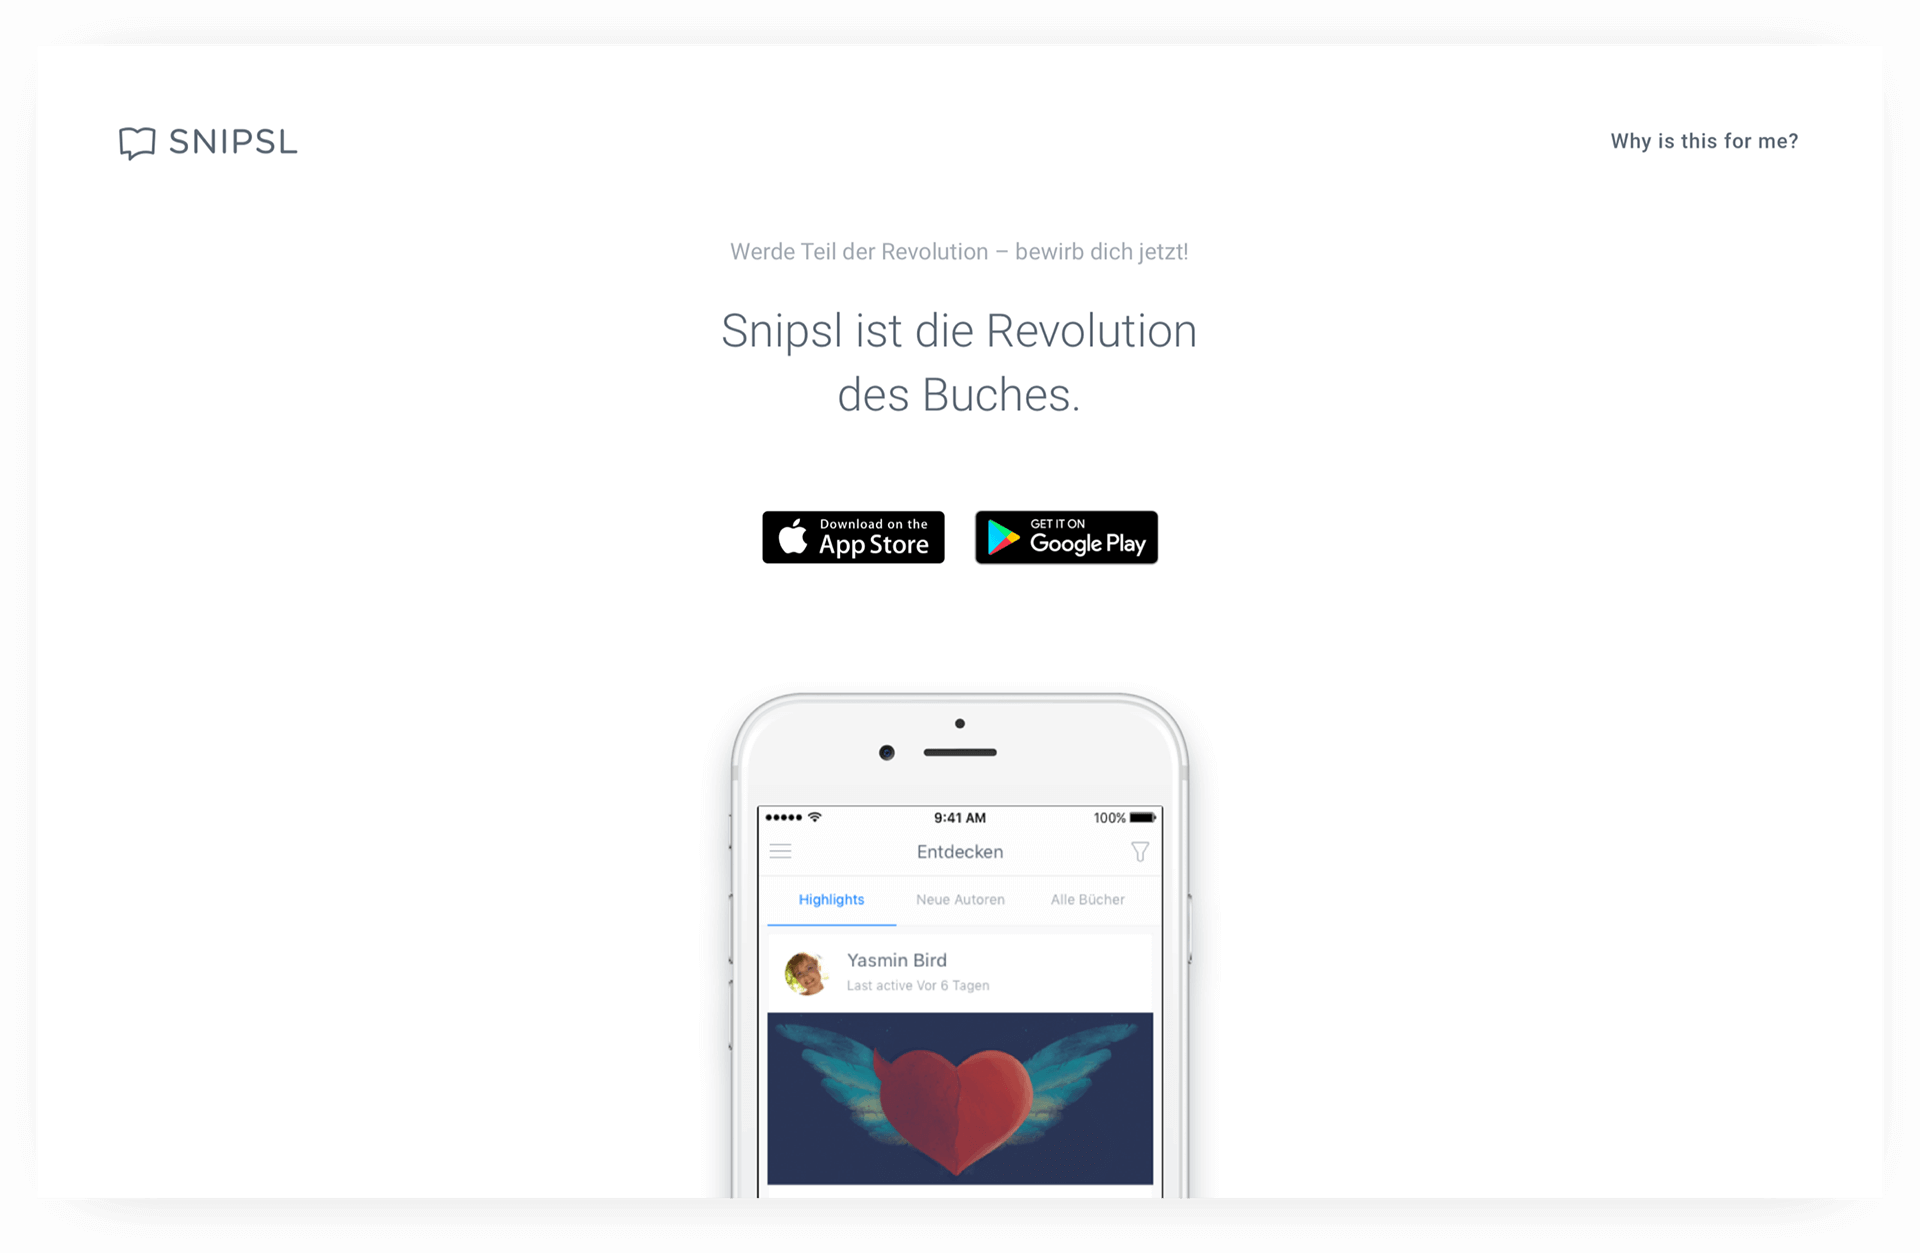 SNIPSL
Why is this for me?
Werde Teil der Revolution – bewirb dich jetzt!
Snipsl ist die Revolution
des Buches.
Download on the
App Store
GET IT ON
Google Play
9:41 AM
100%
Entdecken
Highlights
Neue Autoren
Alle Bücher
Yasmin Bird
Last active Vor 6 Tagen